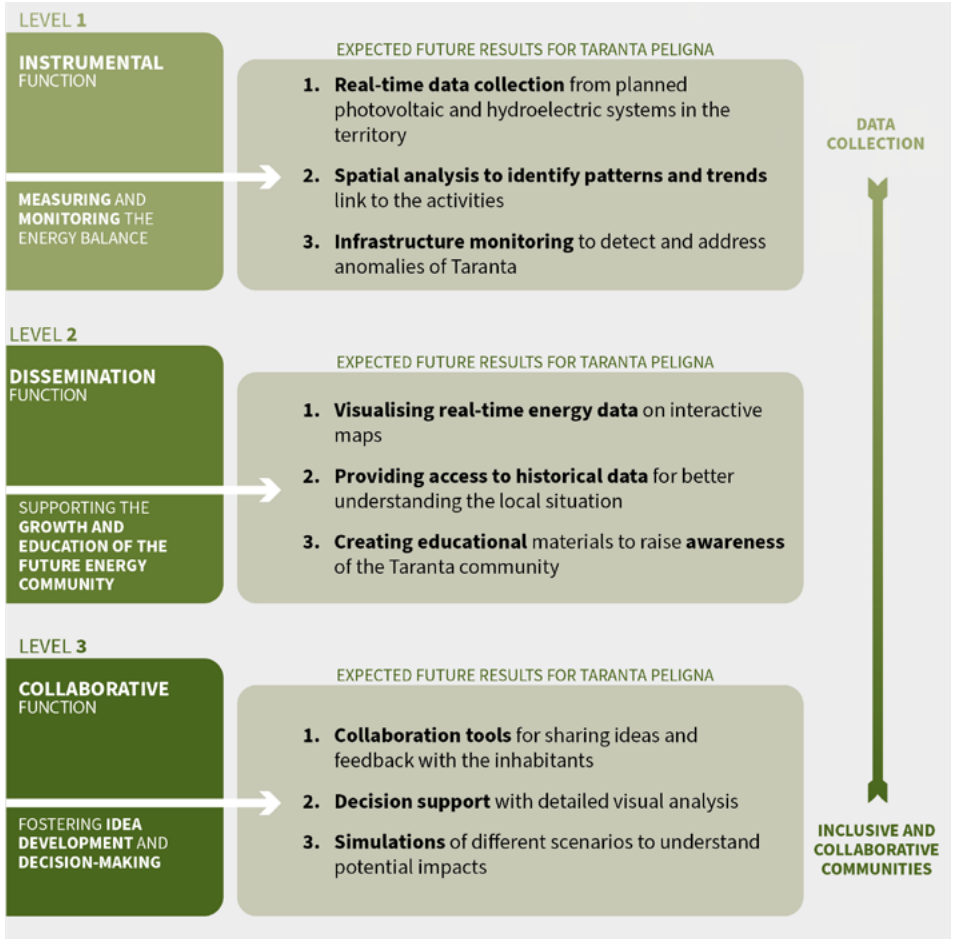 LEVEL 1
INSTRUMENTAL
FUNCTION
MEASURING AND
MONITORING THE
ENERGY BALANCE
EXPECTED FUTURE RESULTS FOR TARANTA PELIGNA
1. Real-time data collection from planned
photovoltaic and hydroelectric systems in the
territory
2. Spatial analysis to identify patterns and trends
link to the activities
3. Infrastructure monitoring to detect and address
anomalies of Taranta
DATA
COLLECTION
LEVEL 2
DISSEMINATION
FUNCTION
SUPPORTING THE
GROWTH AND
EDUCATION OF THE
FUTURE ENERGY
COMMUNITY
EXPECTED FUTURE RESULTS FOR TARANTA PELIGNA
1. Visualising real-time energy data on interactive
maps
2. Providing access to historical data for better
understanding the local situation
3. Creating educational materials to raise awareness
of the Taranta community
LEVEL 3
COLLABORATIVE
FUNCTION
FOSTERING IDEA
DEVELOPMENT AND
DECISION-MAKING
EXPECTED FUTURE RESULTS FOR TARANTA PELIGNA
1. Collaboration tools for sharing ideas and
feedback with the inhabitants
2. Decision support with detailed visual analysis
3. Simulations of different scenarios to understand
potential impacts
INCLUSIVE AND
COLLABORATIVE
COMMUNITIES